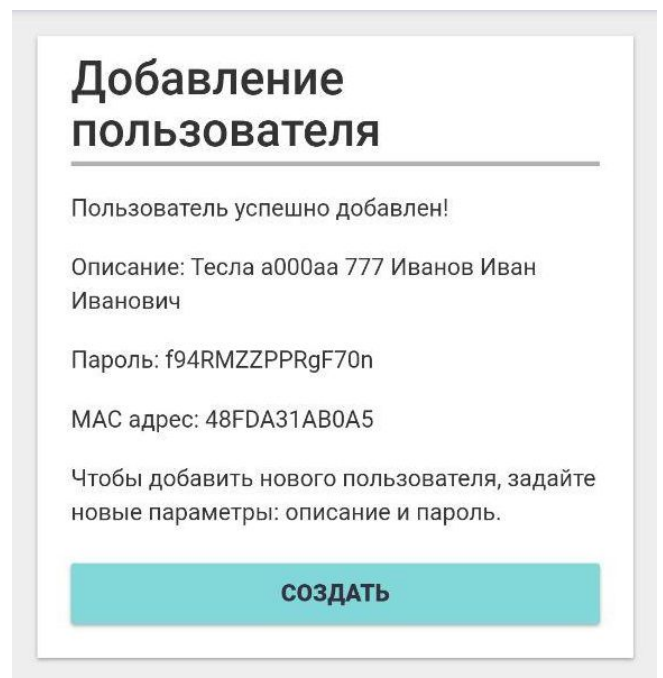 Добавление
пользователя
Пользователь успешно добавлен!
Описание: Тесла а000аа 777 Иванов Иван
Иванович
Пароль: f94RMZZPPRgF70n
MAC адрес: 48FDA31AB0A5
Чтобы добавить нового пользователя, задайте
новые параметры: описание и пароль.
СОЗДАТЬ